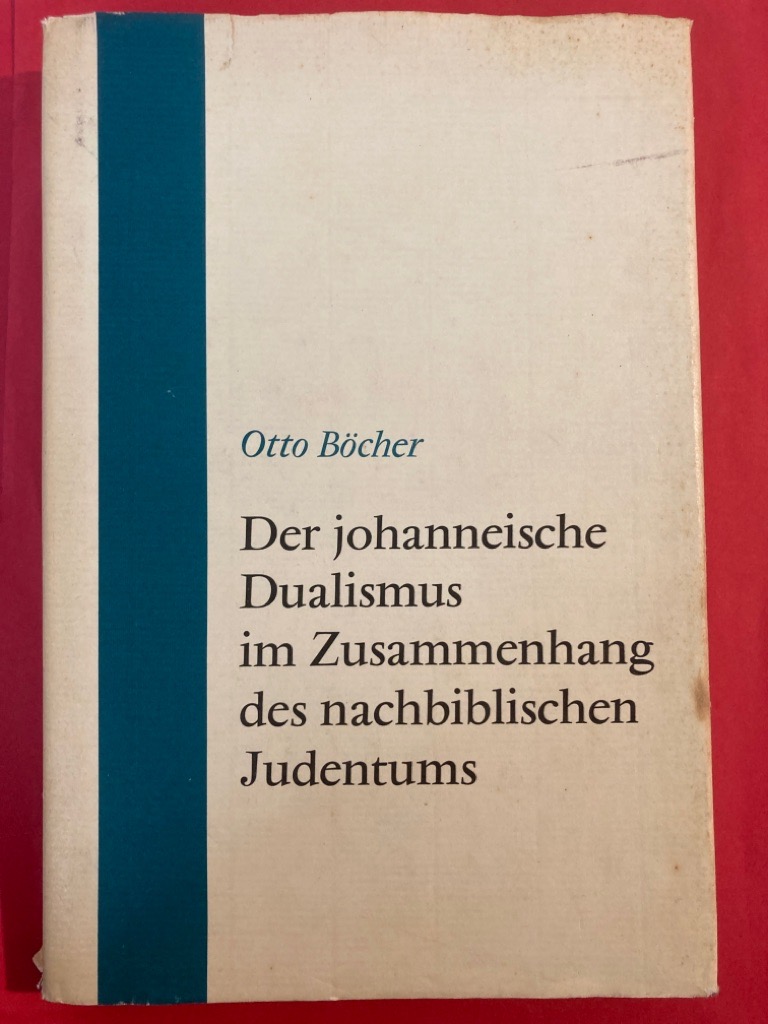 Otto Böcher
Der johanneische
Dualismus
im Zusammenhang
des nachbiblischen
Judentums